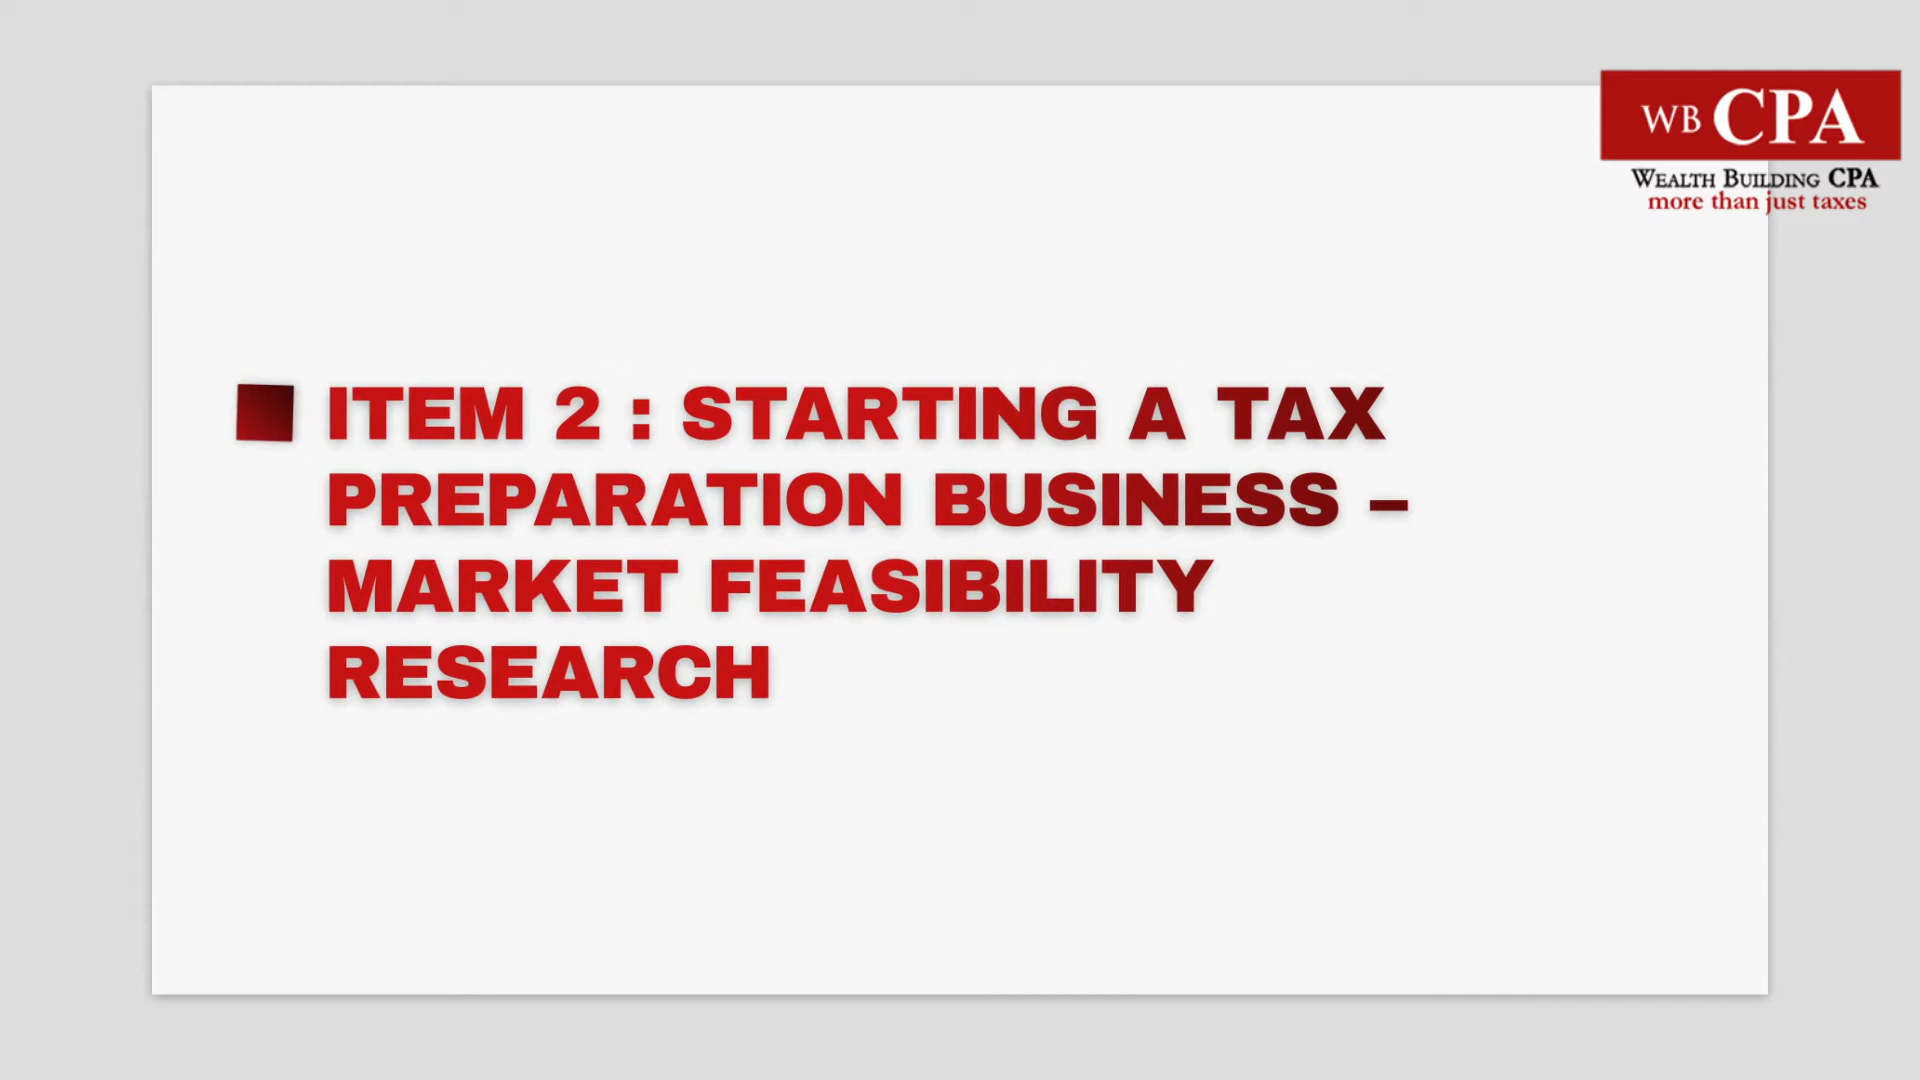 WB CPA
WEALTH BUILDING CPA
more than just taxes
ITEM 2 : STARTING A TAX
PREPARATION BUSINESS –
MARKET FEASIBILITY
RESEARCH